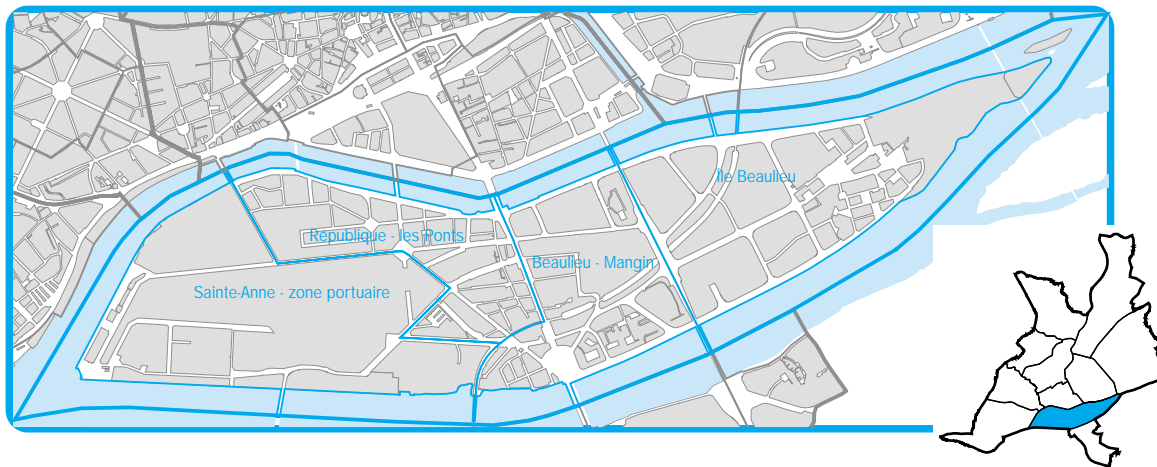 Île Beaulieu
République - les Ponts
Beaulieu - Mangin
Sainte-Anne - zone portuaire